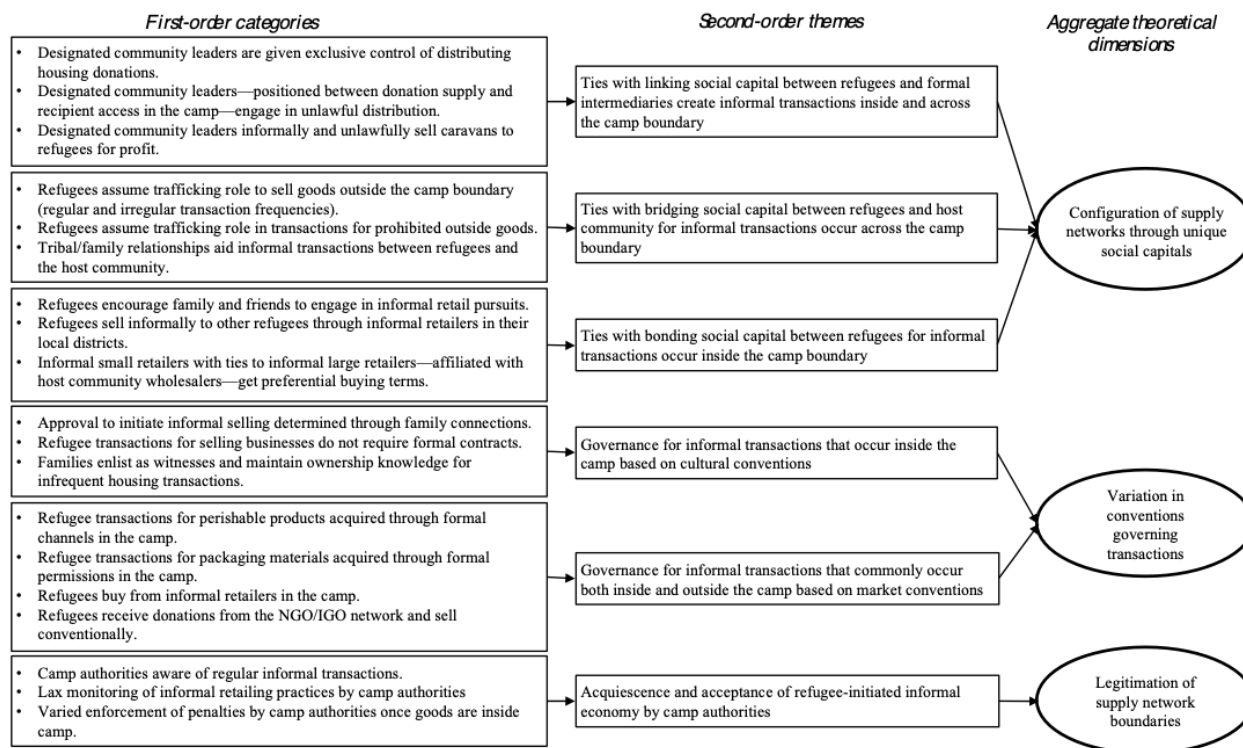 First-order categories
Second-order themes
Aggregate theoretical
dimensions
• Designated community leaders are given exclusive control of distributing
housing donations.
• Designated community leaders—positioned between donation supply and
recipient access in the camp—engage in unlawful distribution.
• Designated community leaders informally and unlawfully sell caravans to
refugees for profit.
Ties with linking social capital between refugees and formal
intermediaries create informal transactions inside and across
the camp boundary
• Refugees assume trafficking role to sell goods outside the camp boundary
(regular and irregular transaction frequencies).
• Refugees assume trafficking role in transactions for prohibited outside goods.
• Tribal/family relationships aid informal transactions between refugees and
the host community.
Ties with bridging social capital between refugees and host
community for informal transactions occur across the camp
boundary
Configuration of supply
networks through unique
social capitals
• Refugees encourage family and friends to engage in informal retail pursuits.
• Refugees sell informally to other refugees through informal retailers in their
local districts.
• Informal small retailers with ties to informal large retailers—affiliated with
host community wholesalers—get preferential buying terms.
Ties with bonding social capital between refugees for informal
transactions occur inside the camp boundary
• Approval to initiate informal selling determined through family connections.
• Refugee transactions for selling businesses do not require formal contracts.
• Families enlist as witnesses and maintain ownership knowledge for
infrequent housing transactions.
Governance for informal transactions that occur inside the
camp based on cultural conventions
• Refugee transactions for perishable products acquired through formal
channels in the camp.
• Refugee transactions for packaging materials acquired through formal
permissions in the camp.
• Refugees buy from informal retailers in the camp.
• Refugees receive donations from the NGO/IGO network and sell
conventionally.
Governance for informal transactions that commonly occur
both inside and outside the camp based on market conventions
Variation in
conventions
governing
transactions
• Camp authorities aware of regular informal transactions.
• Lax monitoring of informal retailing practices by camp authorities
• Varied enforcement of penalties by camp authorities once goods are inside
camp.
Acquiescence and acceptance of refugee-initiated informal
economy by camp authorities
Legitimation of
supply network
boundaries